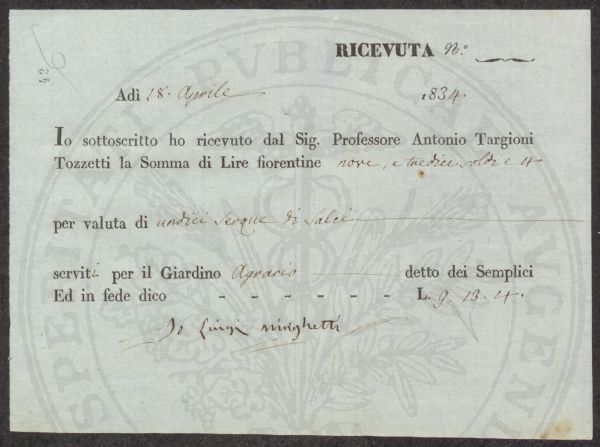 42
RICEVUTA N.°
Adì 18. Aprile 1834.
Io sottoscritto ho ricevuto dal Sig. Professore Antonio Targioni
Tozzetti la Somma di Lire fiorentine nove, e tredici soldi e 4
per valuta di undici Serque di Salci
serviti per il Giardino Agrario detto dei Semplici
Ed in fede dico - - - - - - L. 9. 13. 4.
Io Luigi